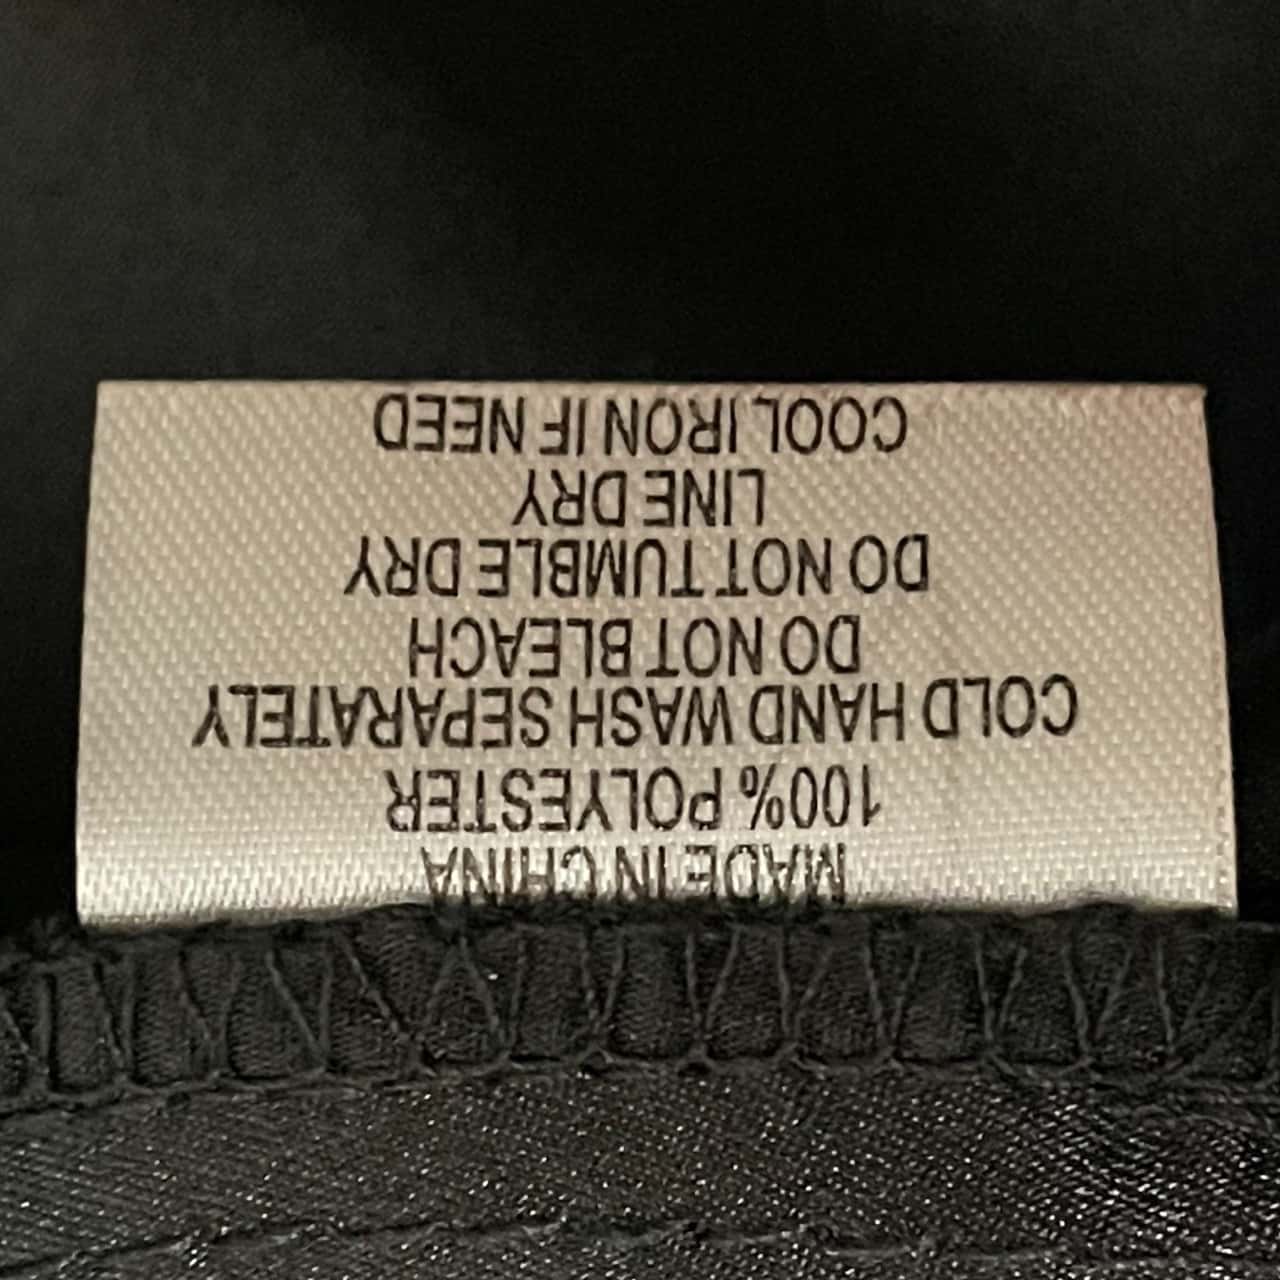 MADE IN CHINA
100% POLYESTER
COLD HAND WASH SEPARATELY
DO NOT BLEACH
DO NOT TUMBLE DRY
LINE DRY
COOL IRON IF NEED